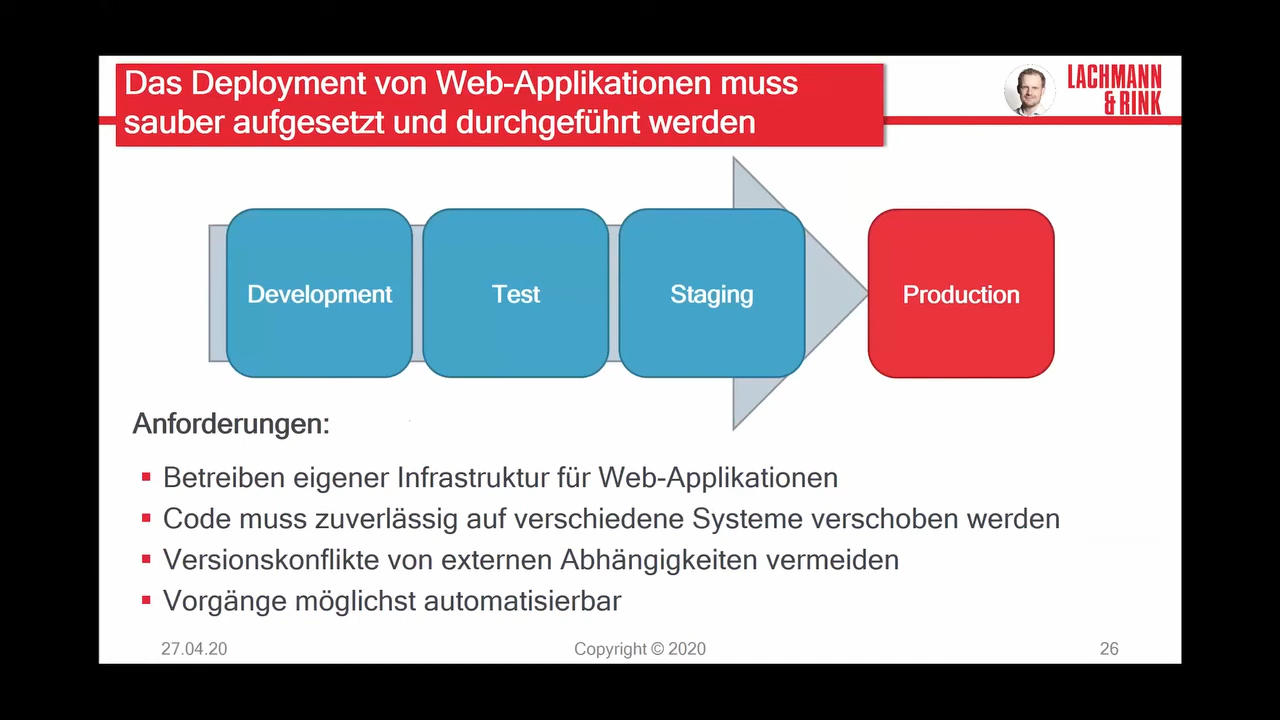 Das Deployment von Web-Applikationen muss
sauber aufgesetzt und durchgeführt werden
LACHMANN
& RINK
Development
Test
Staging
Production
Anforderungen:
Betreiben eigener Infrastruktur für Web-Applikationen
Code muss zuverlässig auf verschiedene Systeme verschoben werden
Versionskonflikte von externen Abhängigkeiten vermeiden
Vorgänge möglichst automatisierbar
27.04.20
Copyright © 2020
26